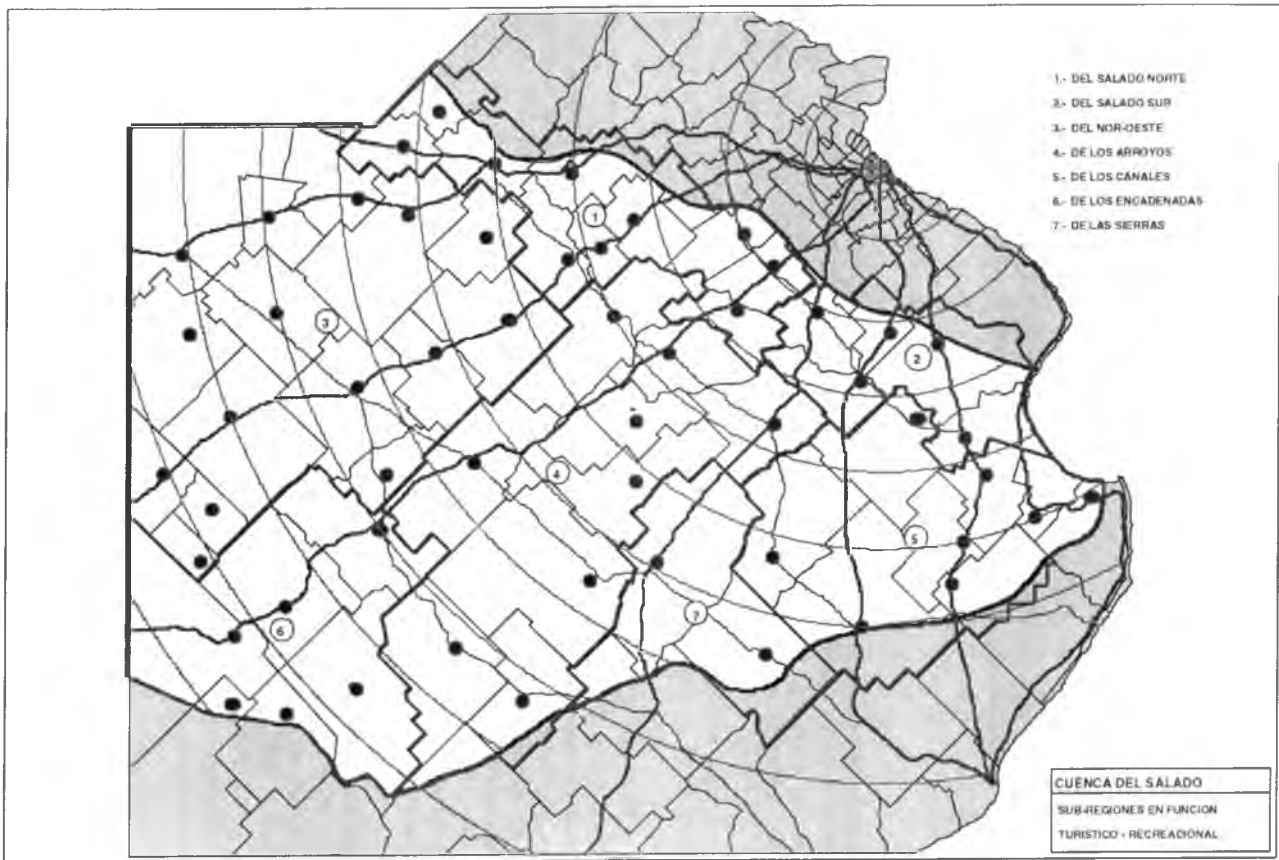 1.- DEL SALADO NORTE
2.- DEL SALADO SUR
3.- DEL NOR-OESTE
4.- DE LOS ARROYOS
5.- DE LOS CANALES
6.- DE LOS ENCADENADAS
7.- DE LAS SIERRAS
1
3
2
4
5
6
7
CUENCA DEL SALADO
SUB-REGIONES EN FUNCION
TURISTICO - RECREACIONAL